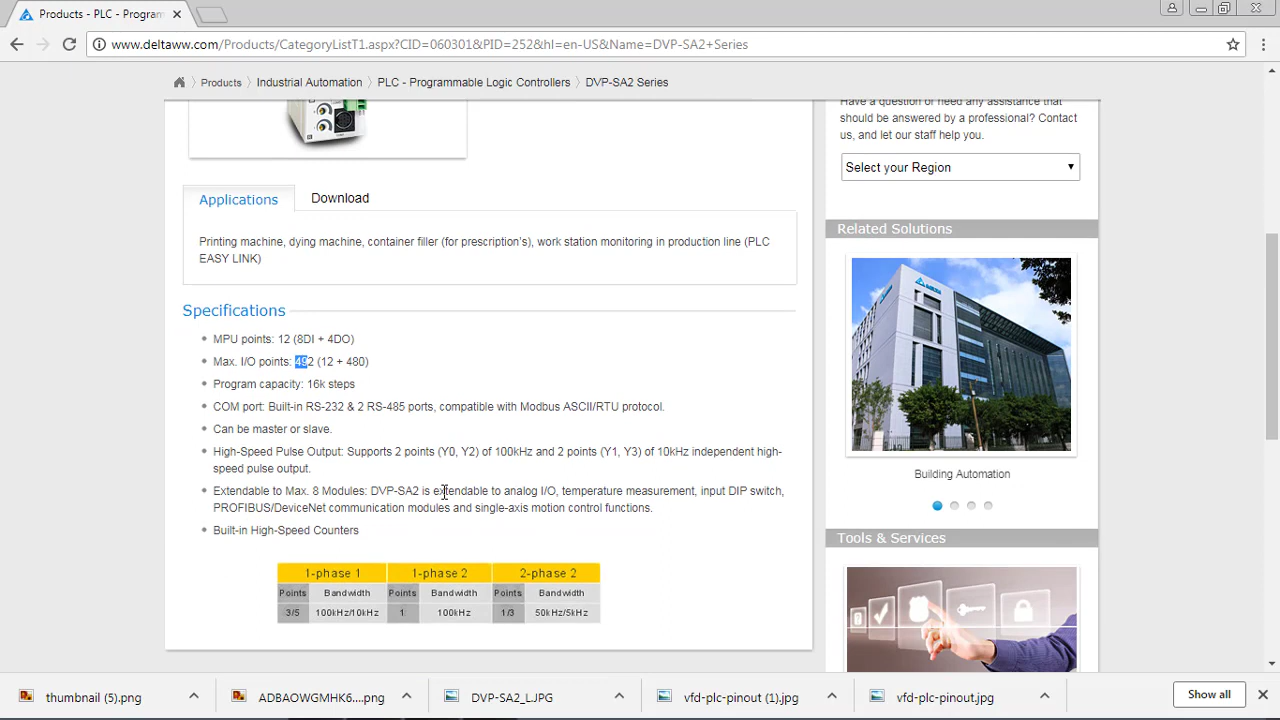 Products - PLC - Program
www.deltaww.com/Products/CategoryListT1.aspx?CID=060301&PID=252&hl=en-US&Name=DVP-SA2+Series
Products
Industrial Automation
PLC - Programmable Logic Controllers
DVP-SA2 Series
Have a question or need any assistance that
should be answered by a professional? Contact
us, and let our staff help you.
Select your Region
Applications
Download
Printing machine, dying machine, container filler (for prescription's), work station monitoring in production line (PLC
EASY LINK)
Related Solutions
Specifications
MPU points: 12 (8DI + 4DO)
Max. I/O points: 492 (12 + 480)
Program capacity: 16k steps
COM port: Built-in RS-232 & 2 RS-485 ports, compatible with Modbus ASCII/RTU protocol.
Can be master or slave.
High-Speed Pulse Output: Supports 2 points (Y0, Y2) of 100kHz and 2 points (Y1, Y3) of 10kHz independent high-
speed pulse output.
Extendable to Max. 8 Modules: DVP-SA2 is extendable to analog I/O, temperature measurement, input DIP switch,
PROFIBUS/DeviceNet communication modules and single-axis motion control functions.
Built-in High-Speed Counters
Building Automation
Tools & Services
1-phase 1
1-phase 2
2-phase 2
Points
Bandwidth
Points
Bandwidth
Points
Bandwidth
3/5
100kHz/10kHz
1
100kHz
1/3
50kHz/5kHz
thumbnail (5).png
ADBAOWGMHK6....png
DVP-SA2_L.JPG
vfd-plc-pinout (1).jpg
vfd-plc-pinout.jpg
Show all